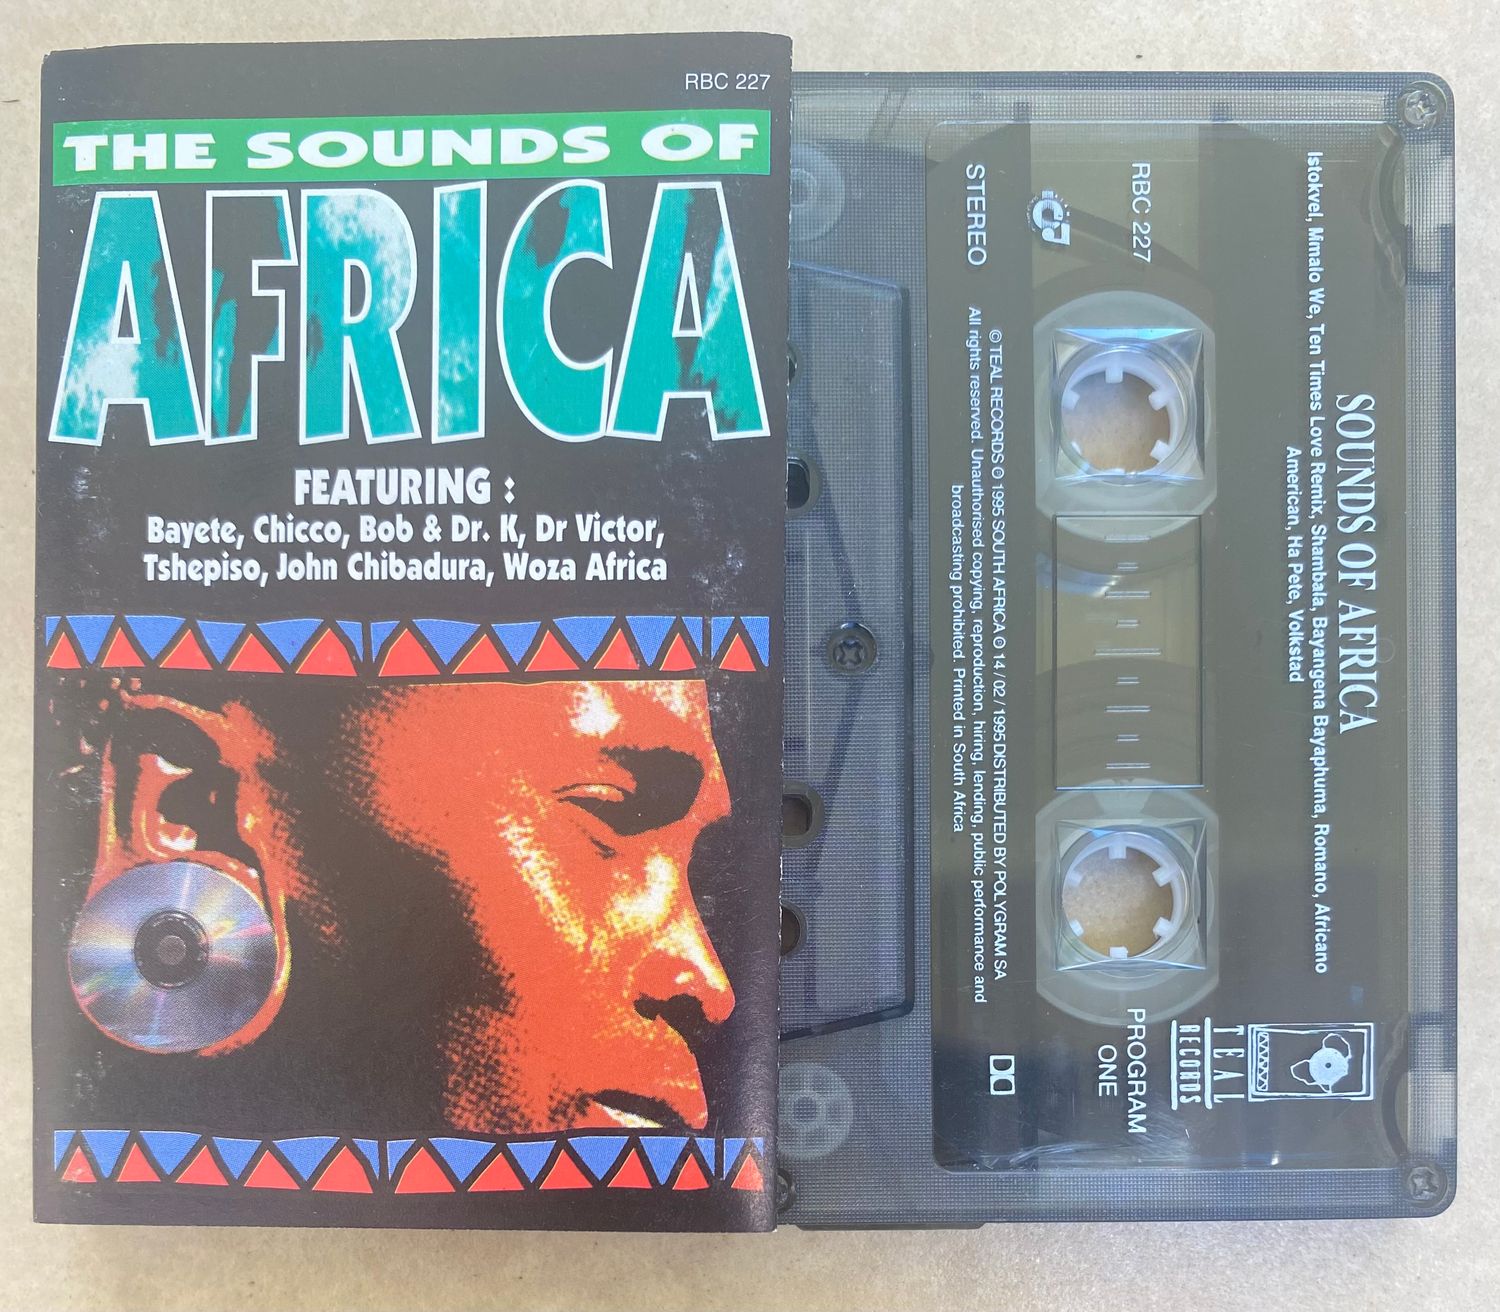 RBC 227
THE SOUNDS OF
AFRICA
FEATURING :
Bayete, Chicco, Bob & Dr. K, Dr Victor,
Tshepiso, John Chibadura, Woza Africa
SOUNDS OF AFRICA
Istokvel, Mmalo We, Ten Times Love Remix, Shambala, Bayangena Bayaphuma, Romano, Africano
American, Ha Pete, Volkstad
TEAL
RECORDS
RBC 227
PROGRAM
ONE
STEREO
© TEAL RECORDS ℗ 1995 SOUTH AFRICA © 14 / 02 / 1995 DISTRIBUTED BY POLYGRAM SA
All rights reserved. Unauthorised copying, reproduction, hiring, lending, public performance and
broadcasting prohibited. Printed in South Africa